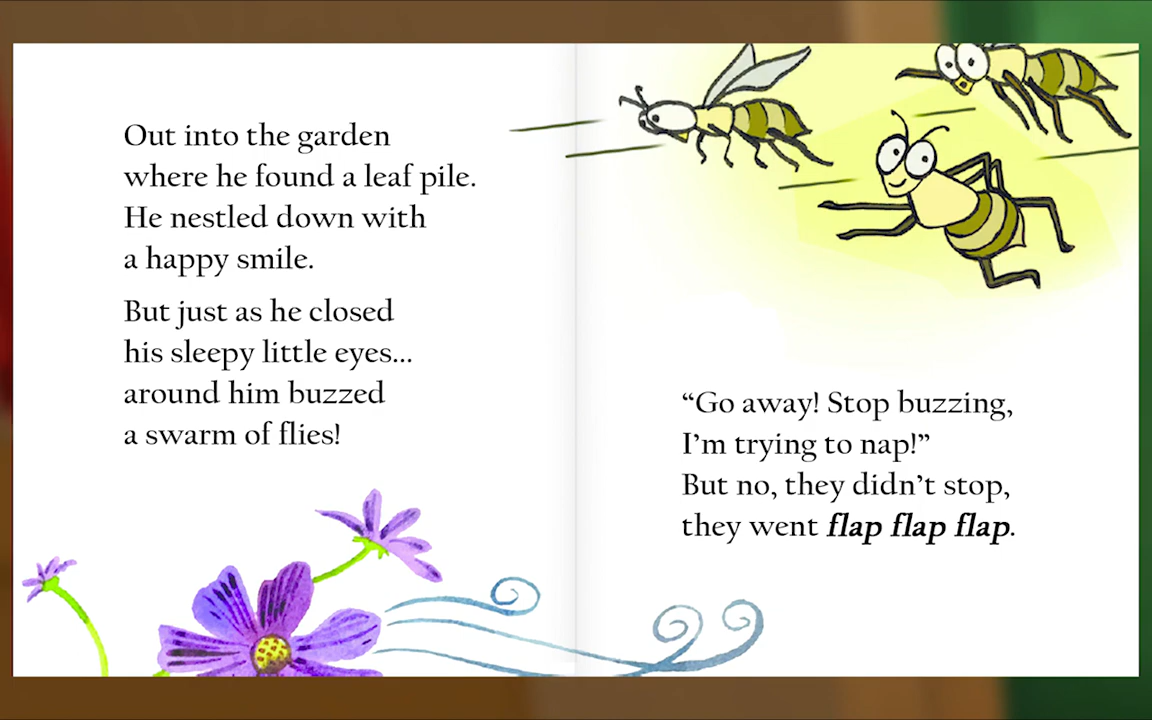 Out into the garden
where he found a leaf pile.
He nestled down with
a happy smile.
But just as he closed
his sleepy little eyes...
around him buzzed
a swarm of flies!
“Go away! Stop buzzing,
I’m trying to nap!”
But no, they didn’t stop,
they went flap flap flap.